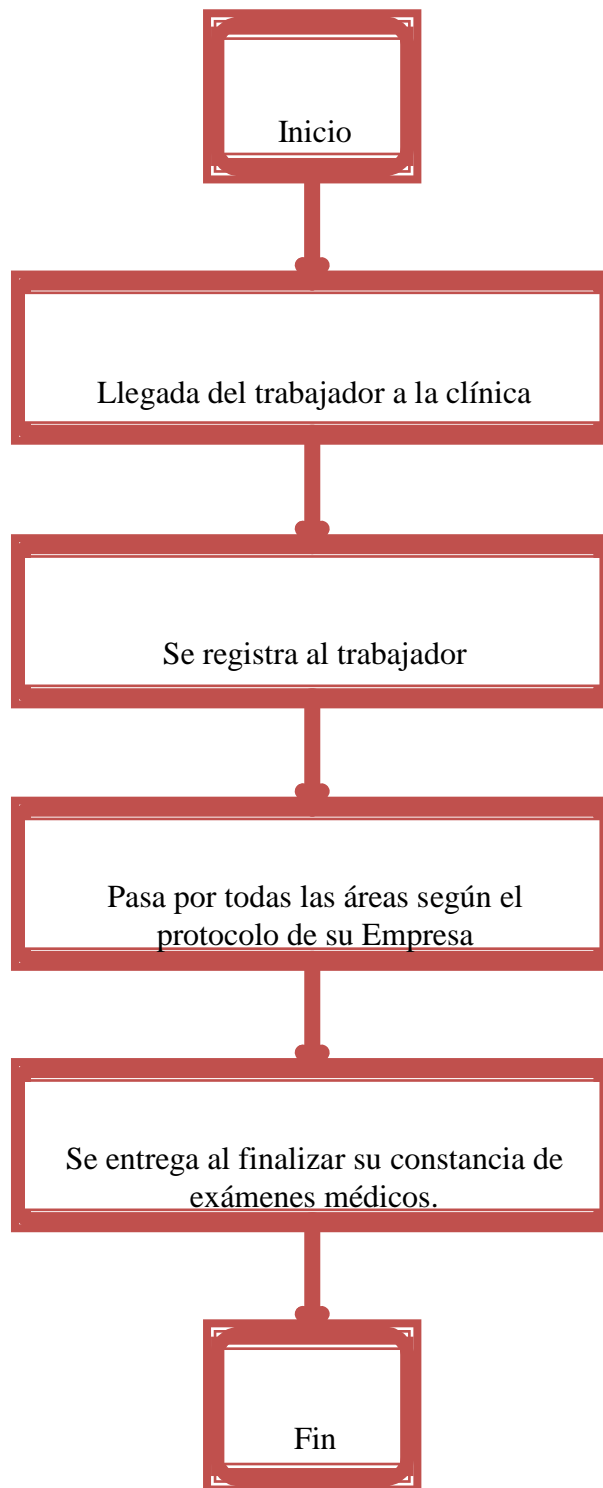 Inicio
Llegada del trabajador a la clínica
Se registra al trabajador
Pasa por todas las áreas según el
protocolo de su Empresa
Se entrega al finalizar su constancia de
exámenes médicos.
Fin